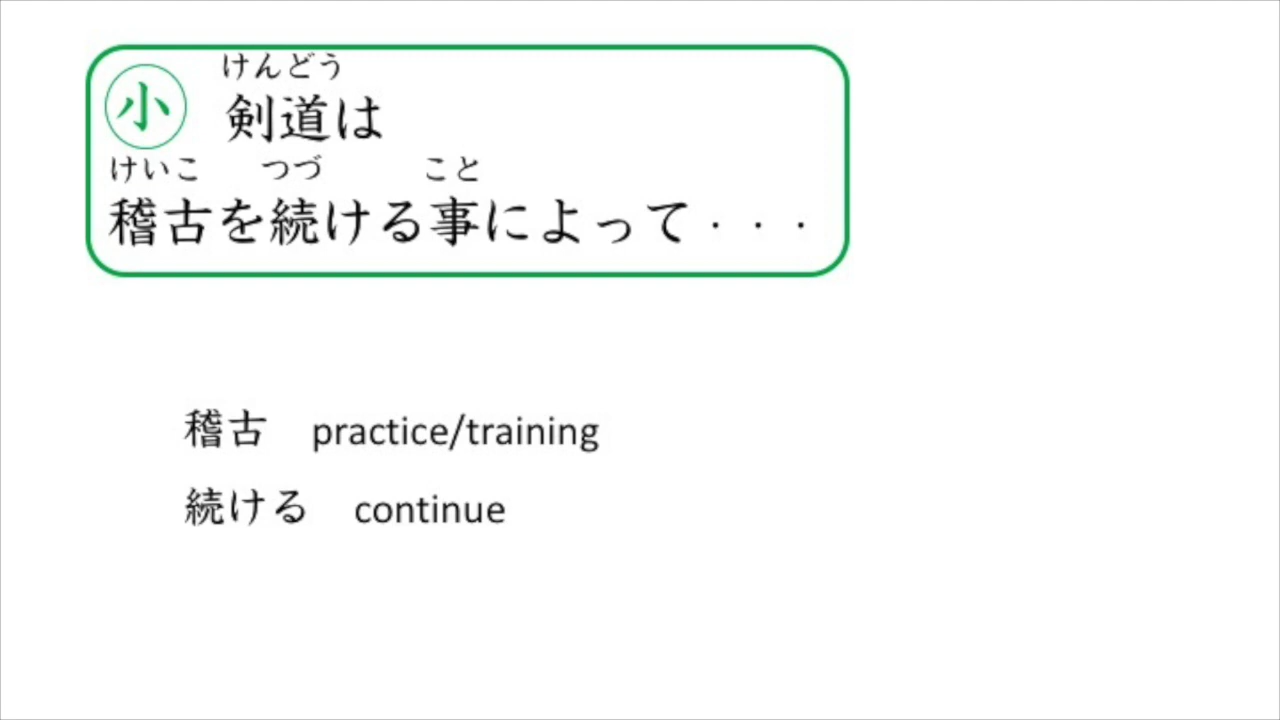 けんどう
小 剣道は
けいこ つづ こと
稽古を続ける事によって・・・
稽古 practice/training
続ける continue